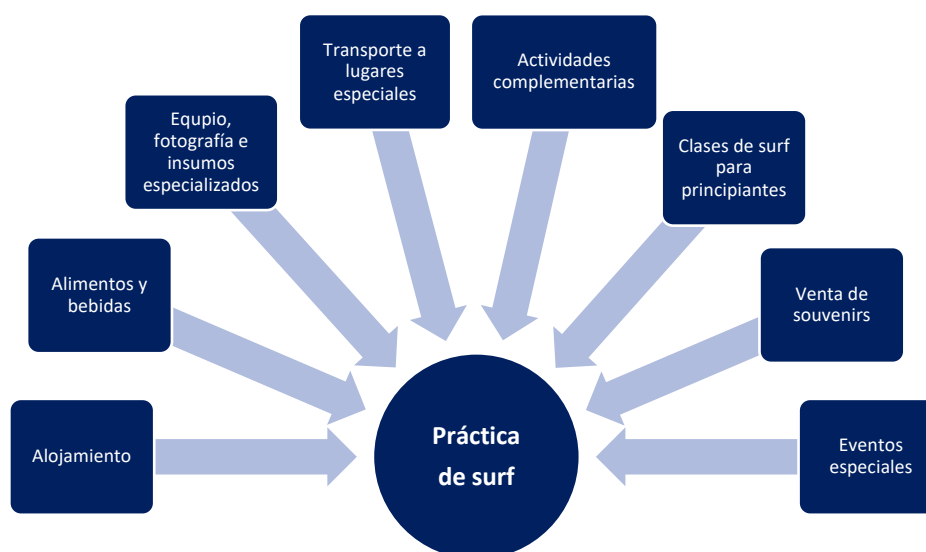 Transporte a
lugares
especiales
Actividades
complementarias
Equpio,
fotografía e
insumos
especializados
Clases de surf
para
principiantes
Alimentos y
bebidas
Venta de
souvenirs
Alojamiento
Práctica
de surf
Eventos
especiales